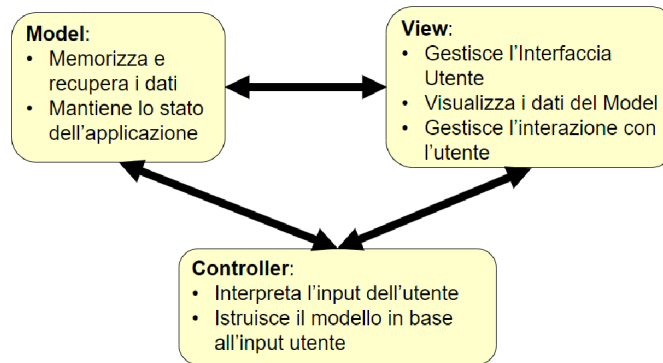 Model:
• Memorizza e
recupera i dati
• Mantiene lo stato
dell'applicazione
View:
• Gestisce l'Interfaccia
Utente
• Visualizza i dati del Model
• Gestisce l'interazione con
l'utente
Controller:
• Interpreta l'input dell'utente
• Istruisce il modello in base
all'input utente